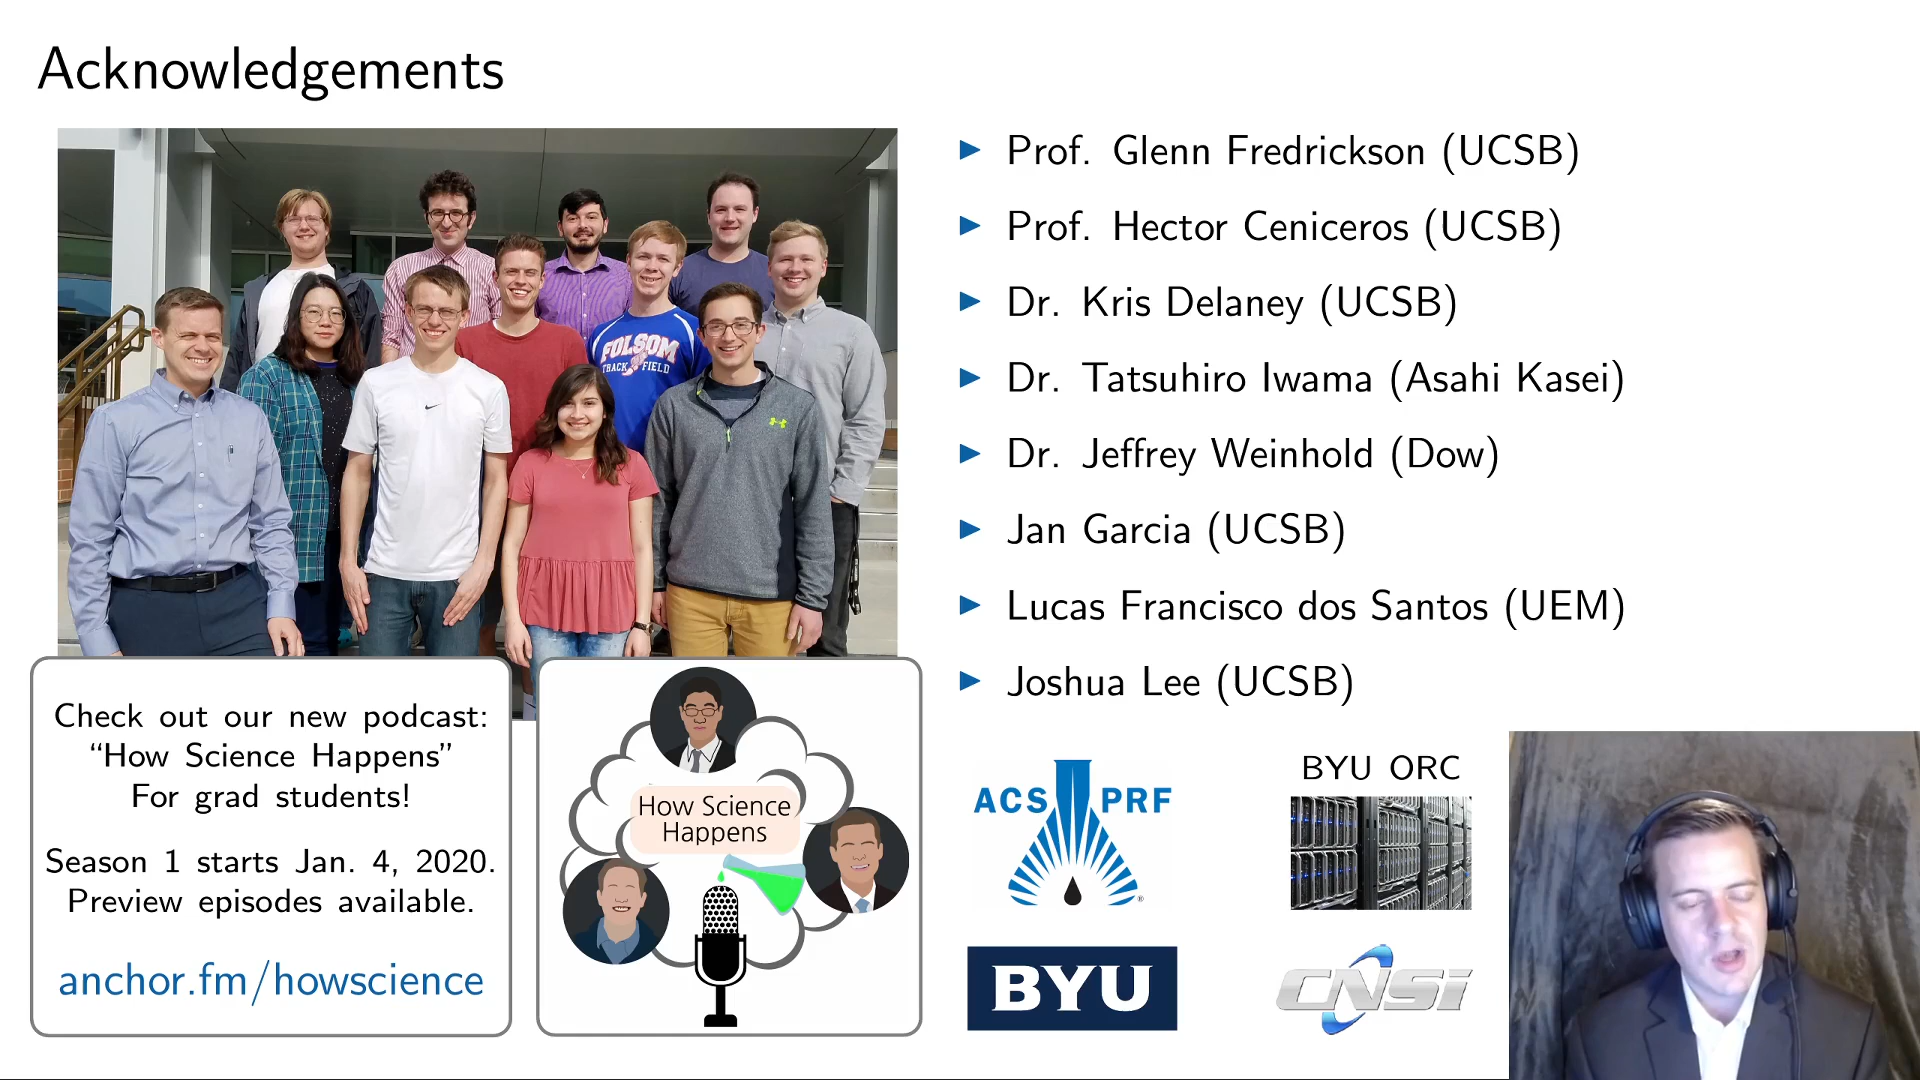 Acknowledgements
FOLSOM
TRACK FIELD
Check out our new podcast:
“How Science Happens”
For grad students!
Season 1 starts Jan. 4, 2020.
Preview episodes available.
anchor.fm/howscience
How Science
Happens
Prof. Glenn Fredrickson (UCSB)
Prof. Hector Ceniceros (UCSB)
Dr. Kris Delaney (UCSB)
Dr. Tatsuhiro Iwama (Asahi Kasei)
Dr. Jeffrey Weinhold (Dow)
Jan Garcia (UCSB)
Lucas Francisco dos Santos (UEM)
Joshua Lee (UCSB)
ACS PRF
®
BYU ORC
BYU
CNSI